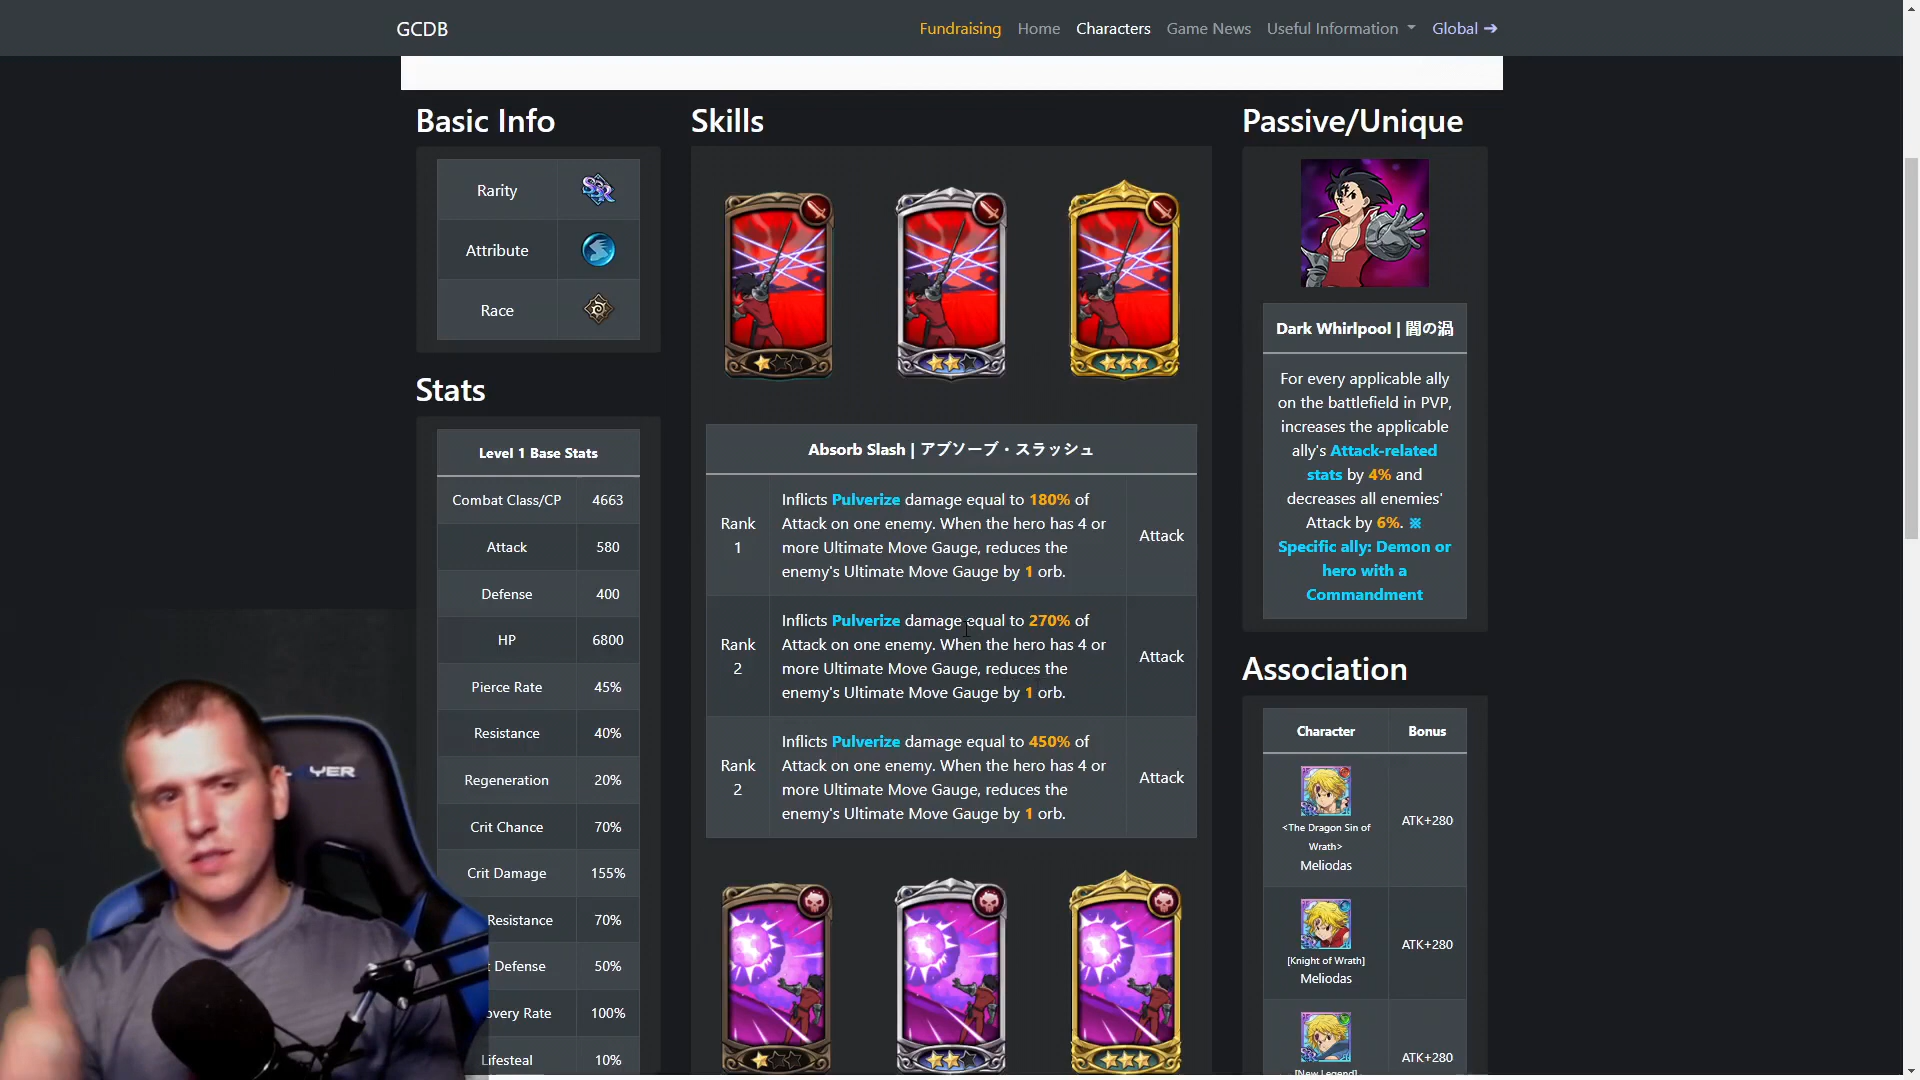 GCDB
Fundraising Home Characters Game News Useful Information Global ➔
Basic Info
Rarity
Attribute
Race
Stats
Level 1 Base Stats
Combat Class/CP 4663
Attack 580
Defense 400
HP 6800
Pierce Rate 45%
Resistance 40%
Regeneration 20%
Crit Chance 70%
Crit Damage 155%
Resistance 70%
Defense 50%
overy Rate 100%
Lifesteal 10%
Skills
Absorb Slash | アブソーブ・スラッシュ
Rank
1
Inflicts Pulverize damage equal to 180% of
Attack on one enemy. When the hero has 4 or
more Ultimate Move Gauge, reduces the
enemy's Ultimate Move Gauge by 1 orb.
Attack
Rank
2
Inflicts Pulverize damage equal to 270% of
Attack on one enemy. When the hero has 4 or
more Ultimate Move Gauge, reduces the
enemy's Ultimate Move Gauge by 1 orb.
Attack
Rank
2
Inflicts Pulverize damage equal to 450% of
Attack on one enemy. When the hero has 4 or
more Ultimate Move Gauge, reduces the
enemy's Ultimate Move Gauge by 1 orb.
Attack
Passive/Unique
Dark Whirlpool | 闇の渦
For every applicable ally
on the battlefield in PVP,
increases the applicable
ally's Attack-related
stats by 4% and
decreases all enemies'
Attack by 6%. ※
Specific ally: Demon or
hero with a
Commandment
Association
Character Bonus
<The Dragon Sin of
Wrath>
Meliodas
ATK+280
[Knight of Wrath]
Meliodas
ATK+280
[New Legend]
ATK+280